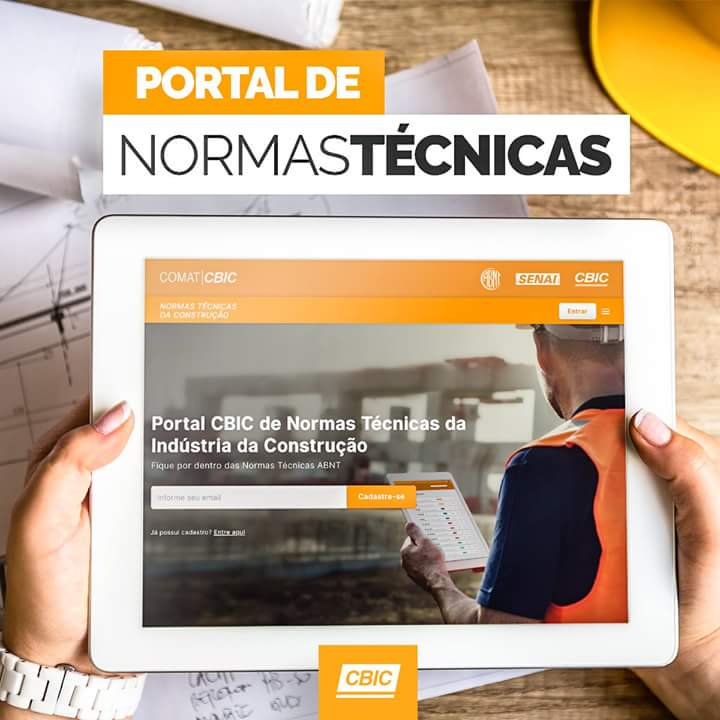 PORTAL DE
NORMASTÉCNICAS
COMAT|CBIC
ABNT
SENAI
CBIC
NORMAS TÉCNICAS
DA CONSTRUÇÃO
Entrar
Portal CBIC de Normas Técnicas da
Indústria da Construção
Fique por dentro das Normas Técnicas ABNT
Informe seu email
Cadastre-se
Já possui cadastro? Entre aqui
CBIC